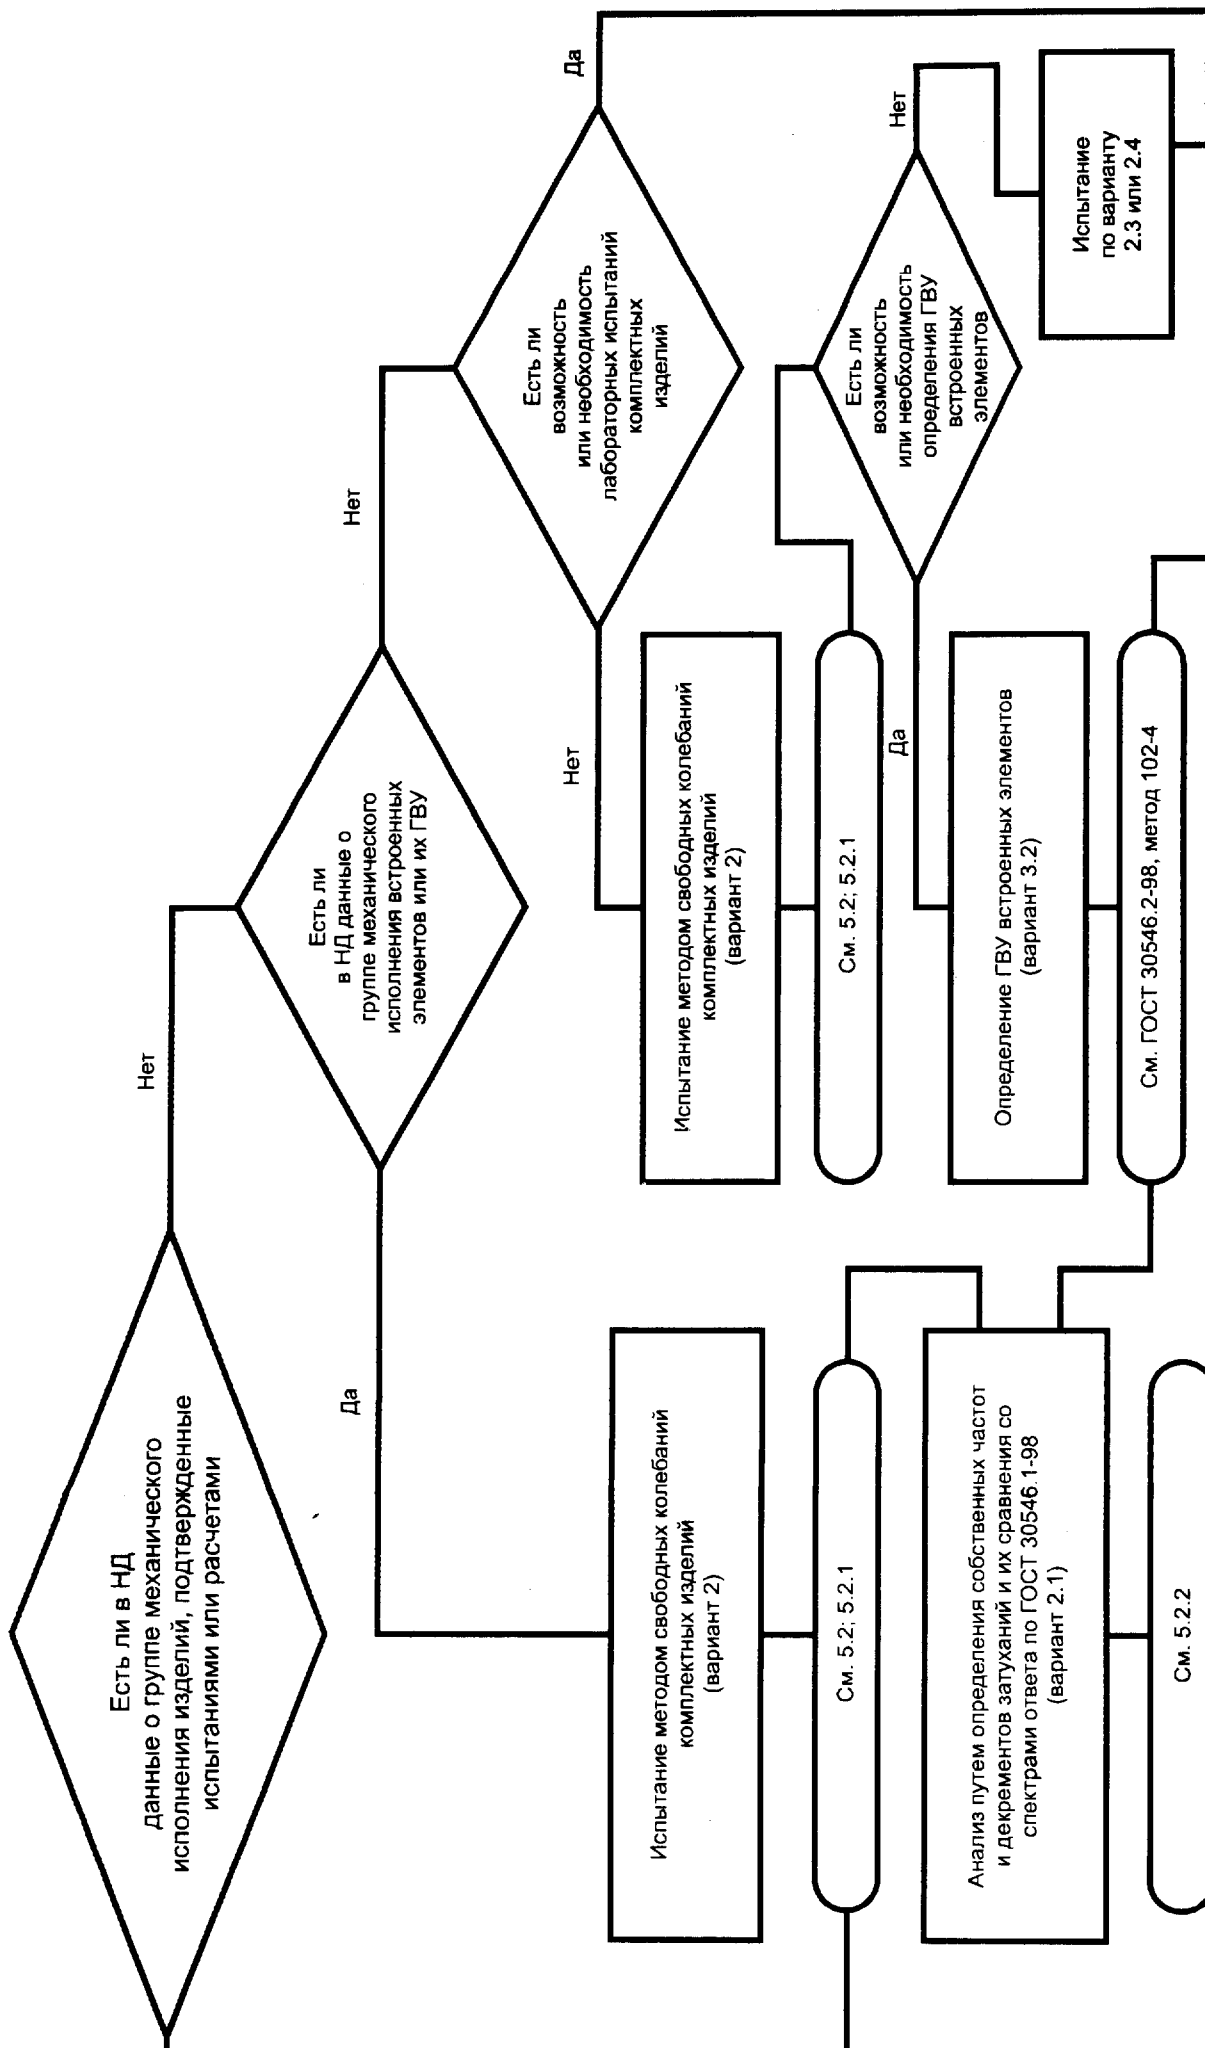 Есть ли в НД
данные о группе механического
исполнения изделий, подтвержденные
испытаниями или расчетами
Нет
Есть ли
в НД данные о
группе механического
исполнения встроенных
элементов или их ГВУ
Да
Нет
Есть ли
возможность
или необходимость
лабораторных испытаний
комплектных
изделий
Нет
Да
Испытание методом свободных колебаний
комплектных изделий
(вариант 2)
См. 5.2; 5.2.1
Испытание методом свободных колебаний
комплектных изделий
(вариант 2)
См. 5.2; 5.2.1
Есть ли
возможность
или необходимость
определения ГВУ
встроенных
элементов
Да
Нет
Анализ путем определения собственных частот
и декрементов затуханий и их сравнения со
спектрами ответа по ГОСТ 30546.1-98
(вариант 2.1)
См. 5.2.2
Определение ГВУ встроенных элементов
(вариант 3.2)
См. ГОСТ 30546.2-98, метод 102-4
Испытание
по варианту
2.3 или 2.4